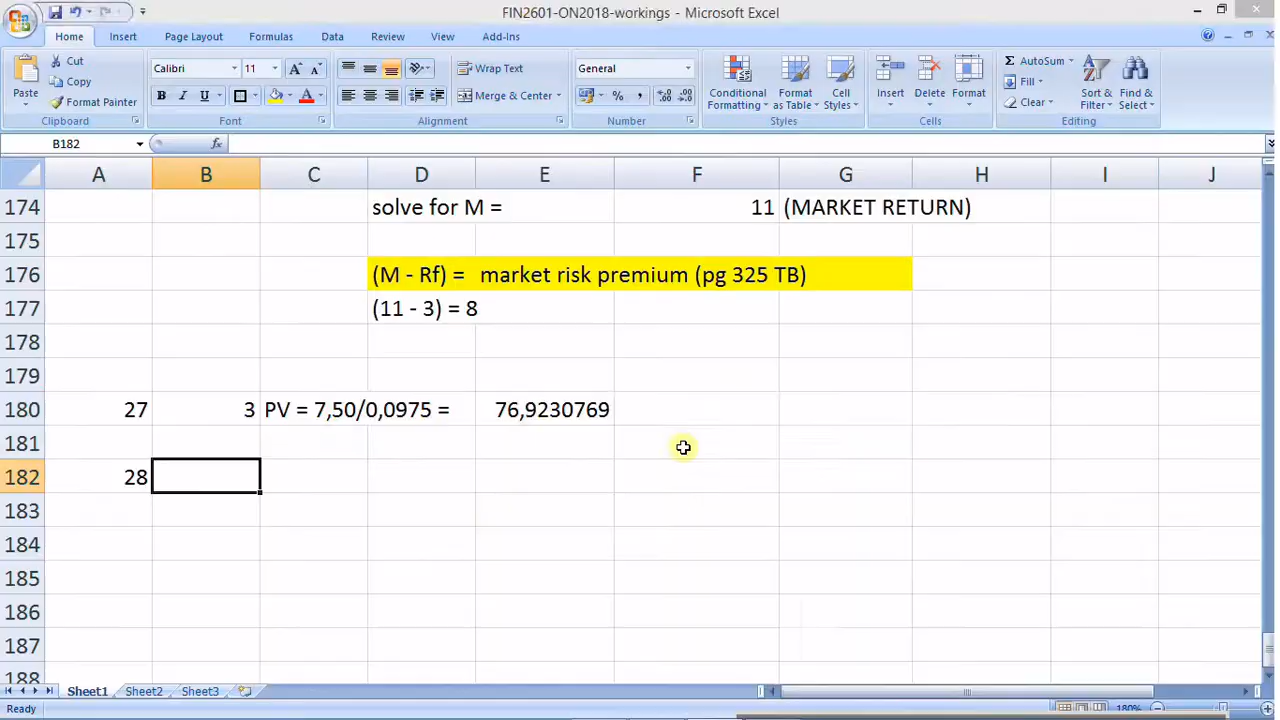 FIN2601-ON2018-workings - Microsoft Excel
Home Insert Page Layout Formulas Data Review View Add-Ins
Paste Cut Copy Format Painter Clipboard
Calibri 11 B I U A A A Font
Wrap Text Merge & Center Alignment
General % , Number
Conditional Formatting Format as Table Cell Styles Styles
Insert Delete Format Cells
Σ AutoSum Fill Clear Sort & Filter Find & Select Editing
B182 fx
A B C D E F G H I J
174 solve for M = 11 (MARKET RETURN)
175
176 (M - Rf) = market risk premium (pg 325 TB)
177 (11 - 3) = 8
178
179
180 27 3 PV = 7,50/0,0975 = 76,9230769
181
182 28
183
184
185
186
187
188
Sheet1 Sheet2 Sheet3
Ready 180%